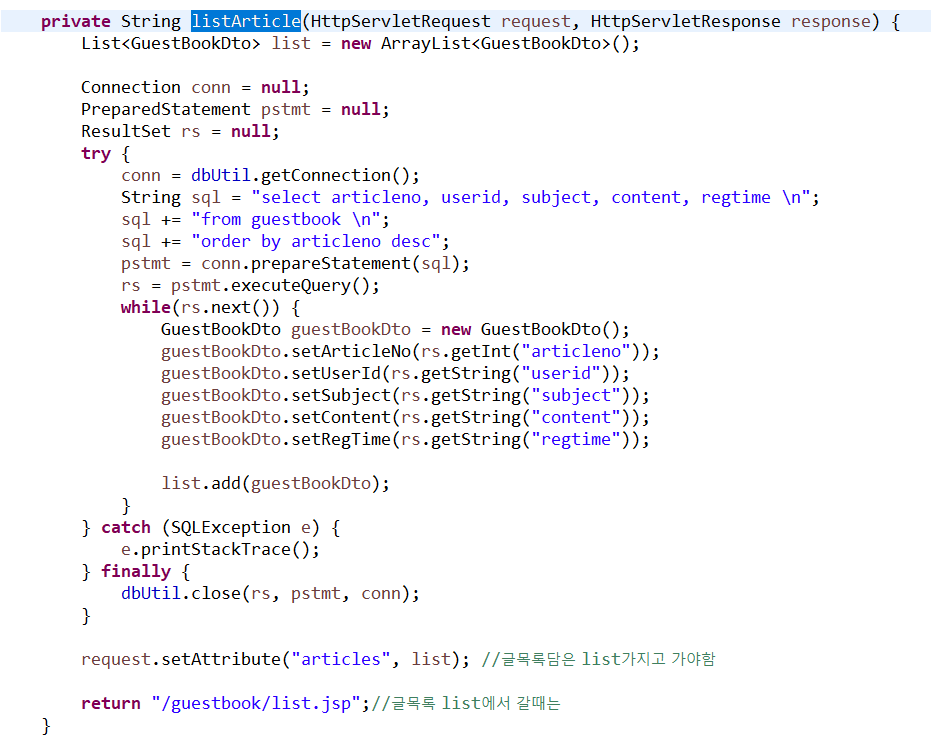 private String listArticle(HttpServletRequest request, HttpServletResponse response) {
List<GuestBookDto> list = new ArrayList<GuestBookDto>();
Connection conn = null;
PreparedStatement pstmt = null;
ResultSet rs = null;
try {
conn = dbUtil.getConnection();
String sql = "select articleno, userid, subject, content, regtime \n";
sql += "from guestbook \n";
sql += "order by articleno desc";
pstmt = conn.prepareStatement(sql);
rs = pstmt.executeQuery();
while(rs.next()) {
GuestBookDto guestBookDto = new GuestBookDto();
guestBookDto.setArticleNo(rs.getInt("articleno"));
guestBookDto.setUserId(rs.getString("userid"));
guestBookDto.setSubject(rs.getString("subject"));
guestBookDto.setContent(rs.getString("content"));
guestBookDto.setRegTime(rs.getString("regtime"));
list.add(guestBookDto);
}
} catch (SQLException e) {
e.printStackTrace();
} finally {
dbUtil.close(rs, pstmt, conn);
}
request.setAttribute("articles", list); //글목록담은 list가지고 가야함
return "/guestbook/list.jsp";//글목록 list에서 갈때는
}